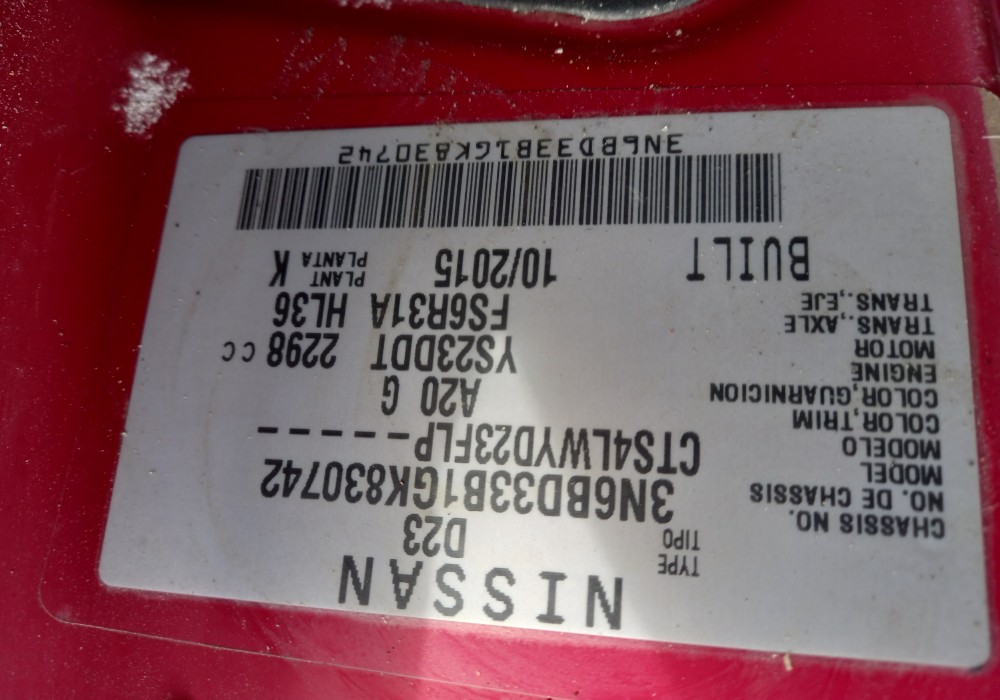 NISSAN
TYPE
TIPO D23
CHASSIS NO.
NO. DE CHASSIS 3N6BD33B1GK830742
MODEL
MODELO CTS4LWYD23FLP-----
COLOR,TRIM
COLOR,GUARNICION A20 G
ENGINE
MOTOR YS23DDT 2298 CC
TRANS.,AXLE
TRANS.,EJE FS6R31A HL36
BUILT 10/2015 PLANT
PLANTA K
3N6BD33B1GK830742